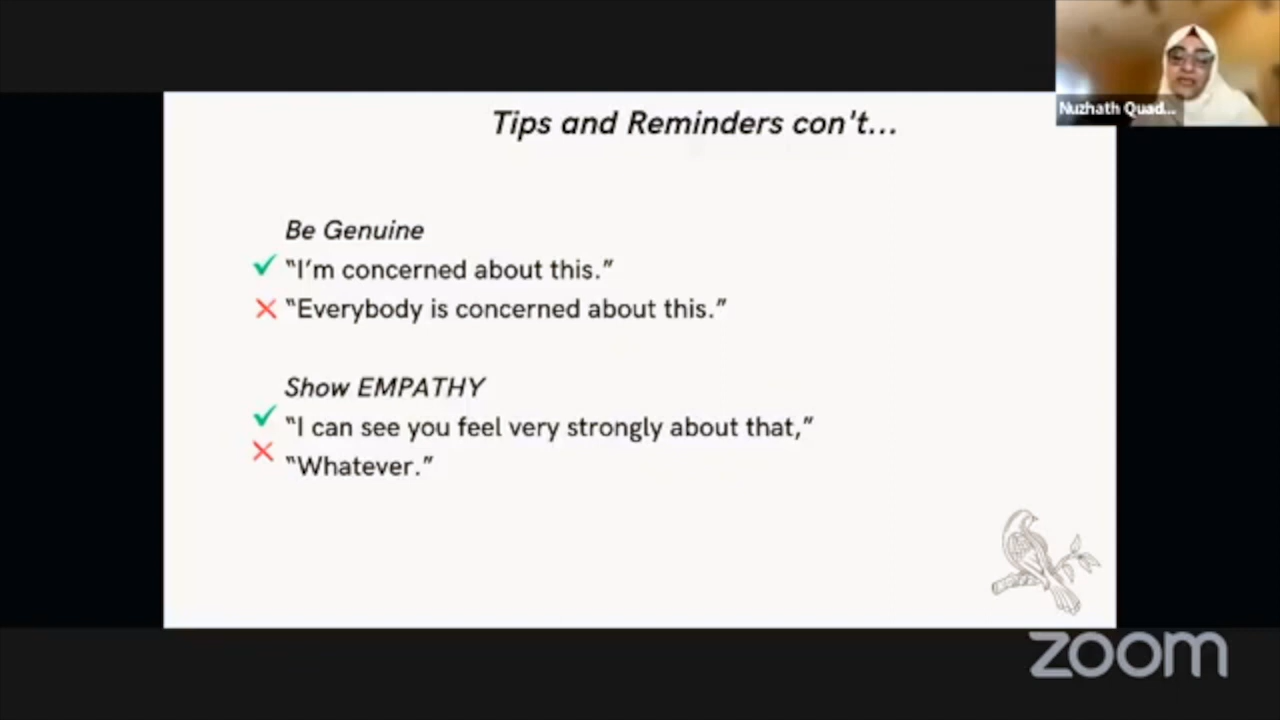 Tips and Reminders con't...
Nuzhath Quad...
Be Genuine
"I'm concerned about this."
"Everybody is concerned about this."
Show EMPATHY
"I can see you feel very strongly about that,"
"Whatever."
zoom